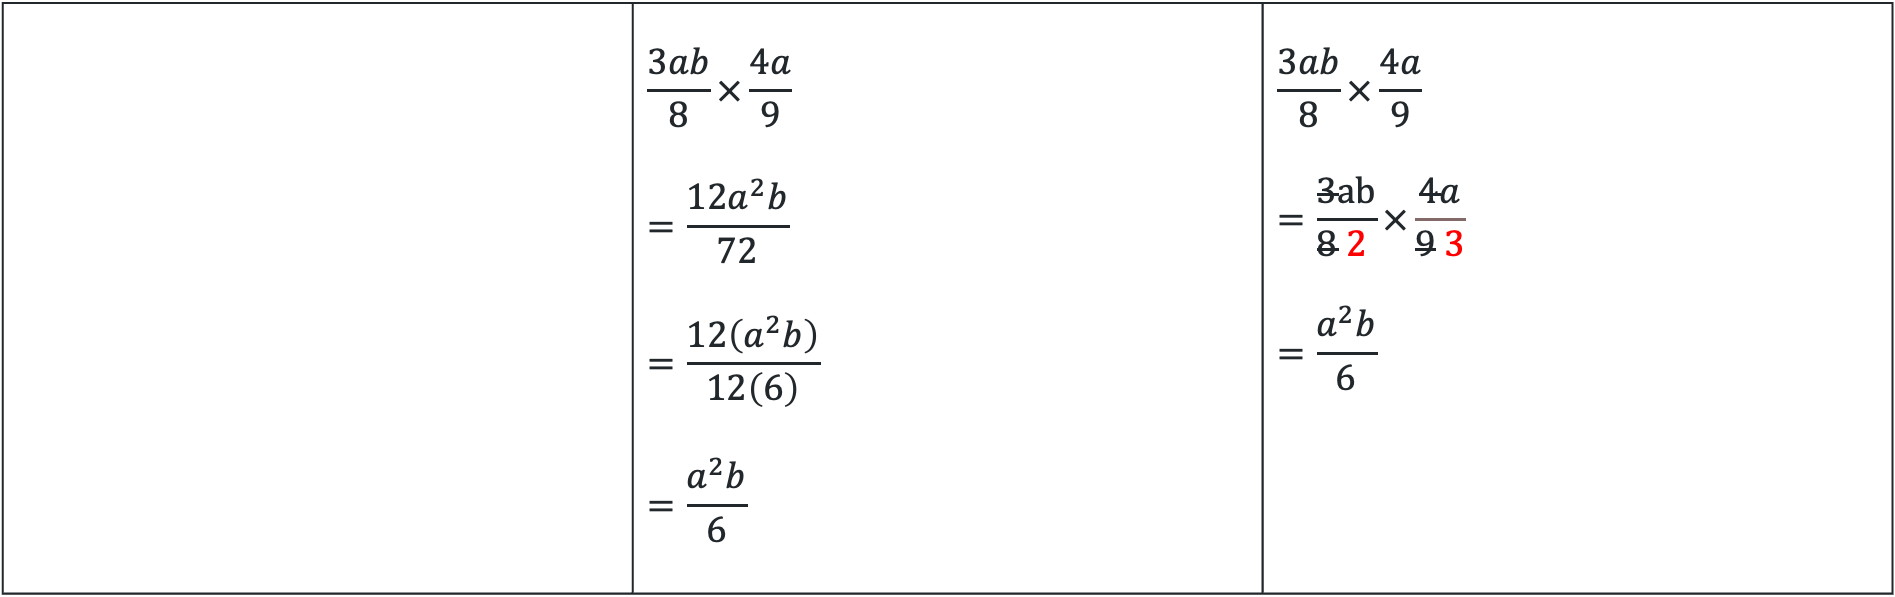 3ab/8 × 4a/9
= 12a²b/72
= 12(a²b)/12(6)
= a²b/6
3ab/8 × 4a/9
= 3ab/8 2 × 4a/9 3
= a²b/6